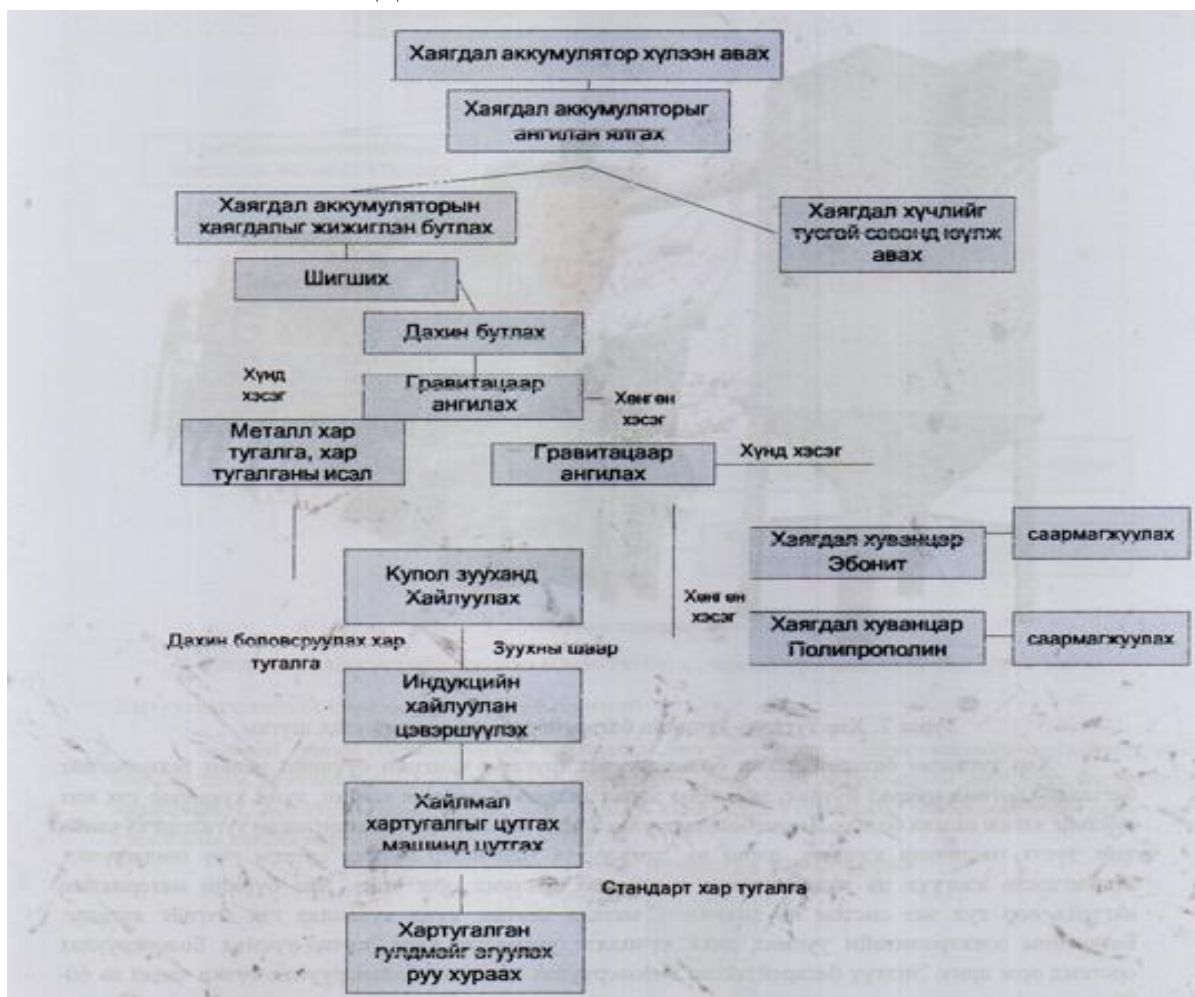 Хаягдал аккумулятор хүлээн авах
Хаягдал аккумуляторыг
ангилан ялгах
Хаягдал аккумуляторын
хаягдалыг жижиглэн бутлах
Хаягдал хүчлийг
тусгай саванд юүлж
авах
Шигших
Дахин бутлах
Хүнд
хэсэг
Гравитацаар
ангилах
Хөнгөн
хэсэг
Металл хар
тугалга, хар
тугалганы исэл
Гравитацаар
ангилах
Хүнд хэсэг
Хаягдал хуванцар
Эбонит
саармагжуулах
Купол зууханд
Хайлуулах
Хөнгөн
хэсэг
Хаягдал хуванцар
Полипрополин
саармагжуулах
Дахин боловсруулах хар
тугалга
Зуухны шаар
Индукцийн
хайлуулан
цэвэршүүлэх
Хайлмал
хартугалгыг цутгах
машинд цутгах
Стандарт хар тугалга
Хартугалган
гулдмайг агуулах
руу хураах